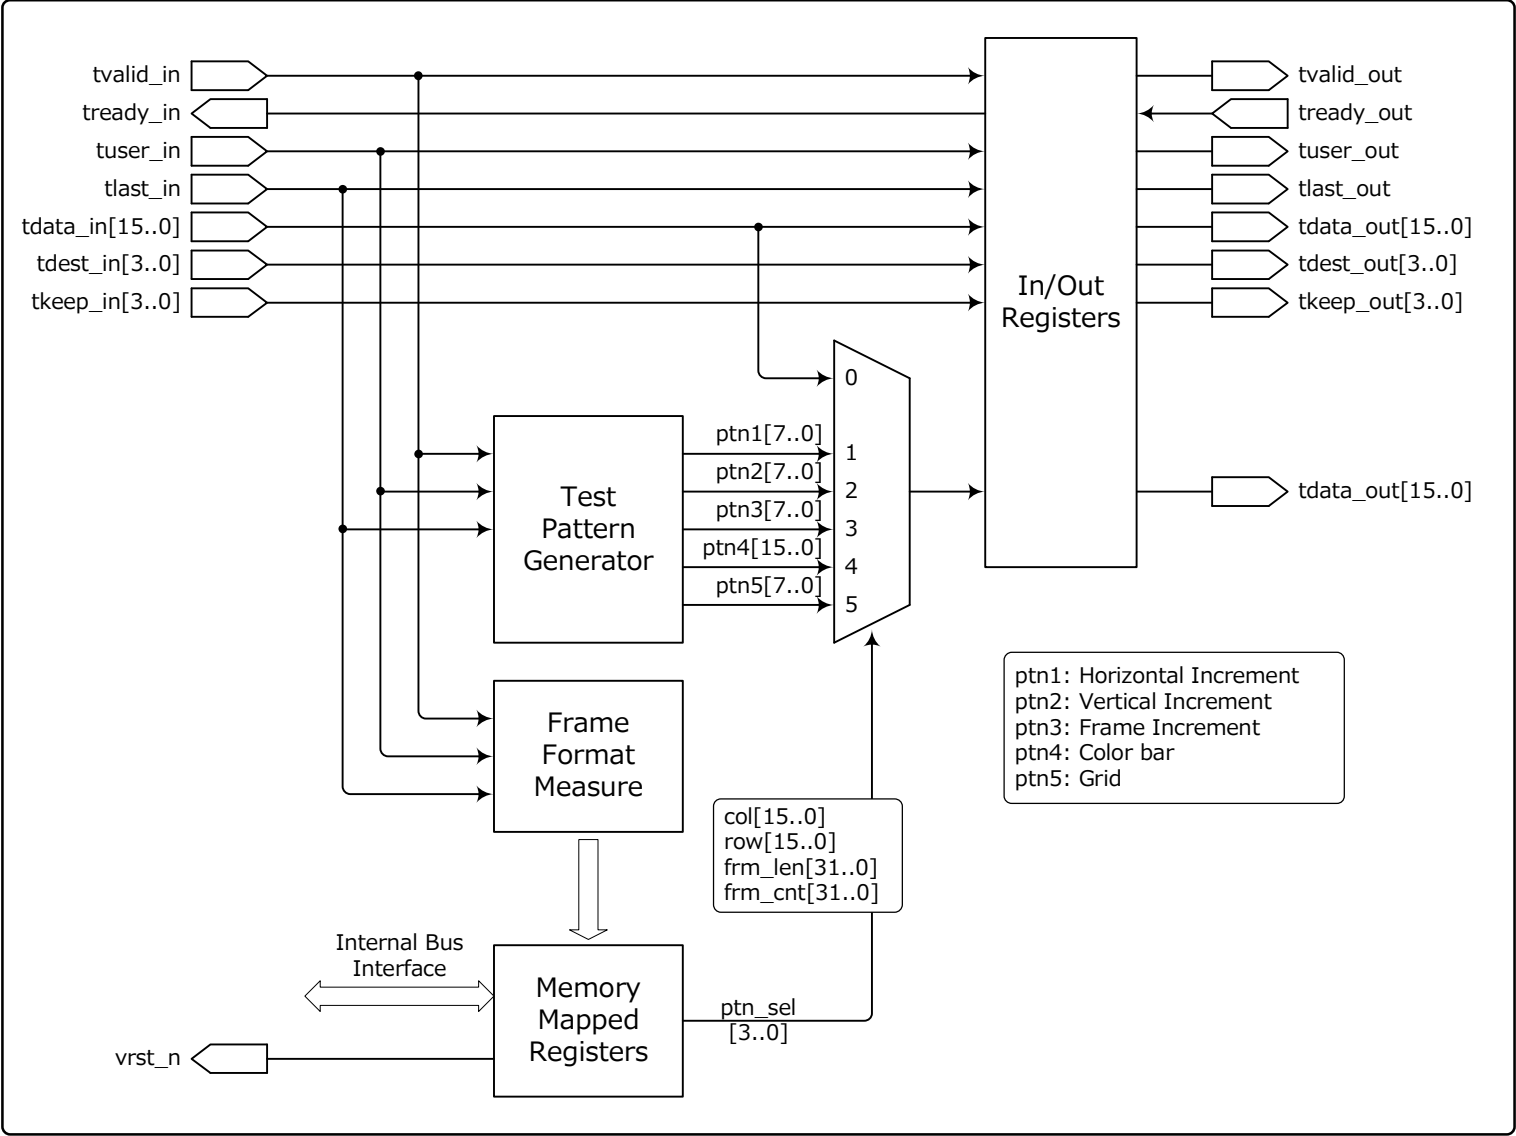 tvalid_in
tready_in
tuser_in
tlast_in
tdata_in[15..0]
tdest_in[3..0]
tkeep_in[3..0]
tvalid_out
tready_out
tuser_out
tlast_out
tdata_out[15..0]
tdest_out[3..0]
tkeep_out[3..0]
In/Out
Registers
0
1
2
3
4
5
ptn1[7..0]
ptn2[7..0]
ptn3[7..0]
ptn4[15..0]
ptn5[7..0]
Test
Pattern
Generator
tdata_out[15..0]
ptn1: Horizontal Increment
ptn2: Vertical Increment
ptn3: Frame Increment
ptn4: Color bar
ptn5: Grid
Frame
Format
Measure
col[15..0]
row[15..0]
frm_len[31..0]
frm_cnt[31..0]
Internal Bus
Interface
Memory
Mapped
Registers
ptn_sel
[3..0]
vrst_n